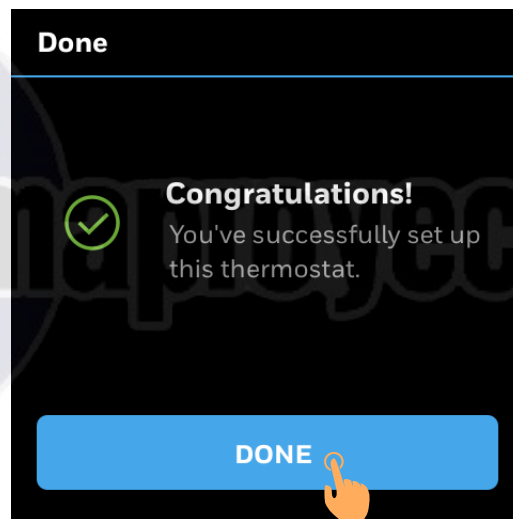 Done
Congratulations!
You've successfully set up
this thermostat.
DONE